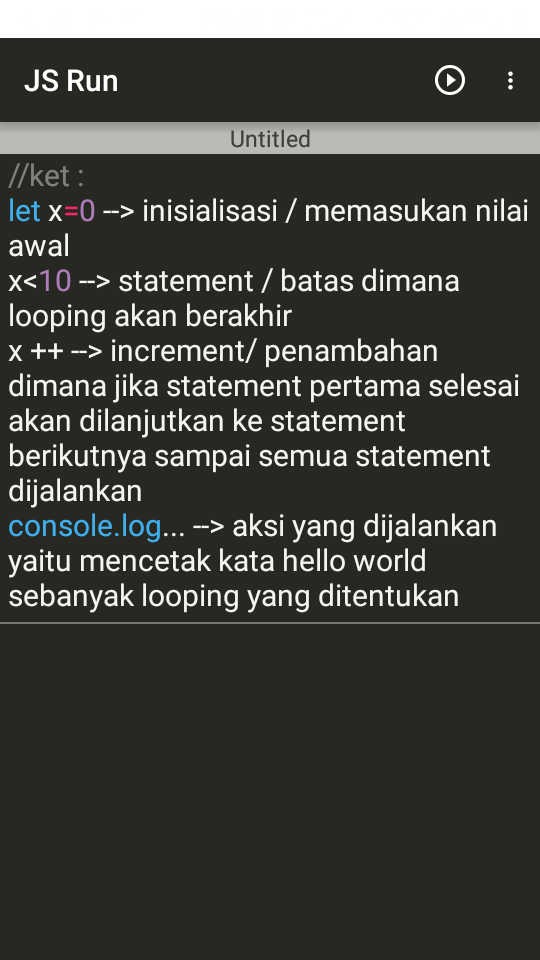 JS Run
Untitled
//ket :
let x=0 --> inisialisasi / memasukan nilai
awal
x<10 --> statement / batas dimana
looping akan berakhir
x ++ --> increment/ penambahan
dimana jika statement pertama selesai
akan dilanjutkan ke statement
berikutnya sampai semua statement
dijalankan
console.log... --> aksi yang dijalankan
yaitu mencetak kata hello world
sebanyak looping yang ditentukan